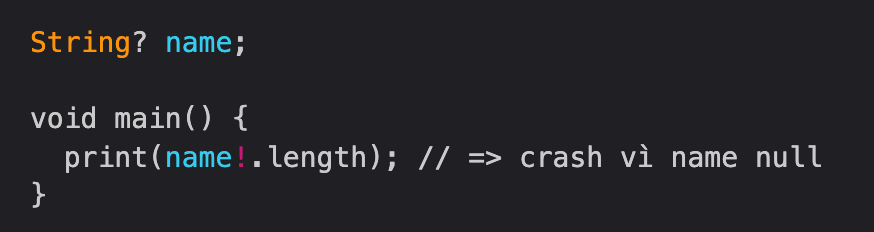 String? name;
void main() {
print(name!.length); // => crash vì name null
}